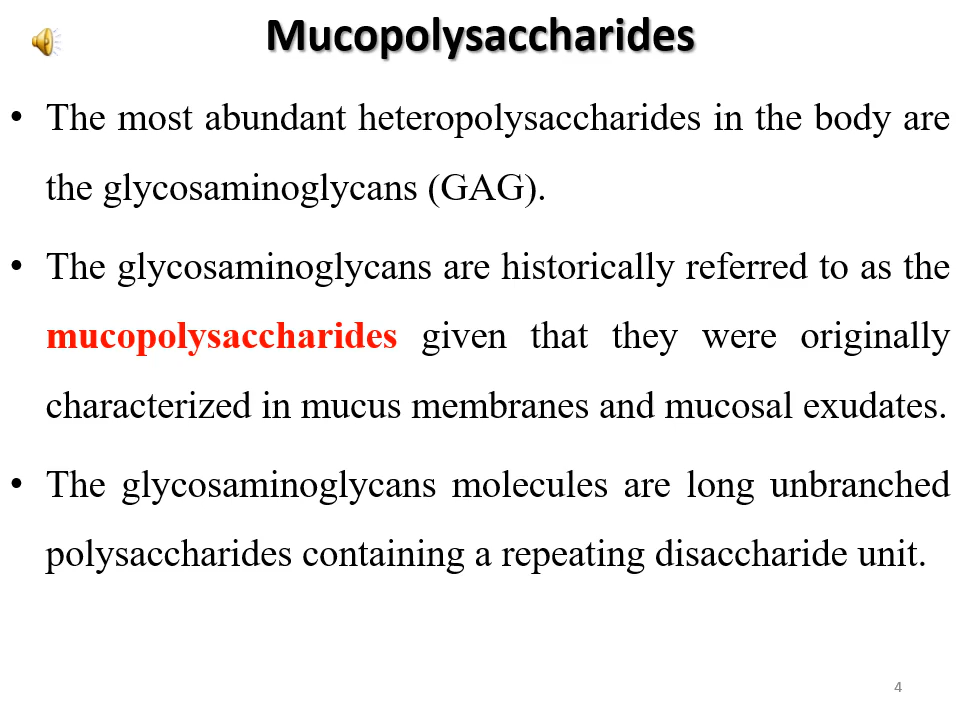 Mucopolysaccharides
• The most abundant heteropolysaccharides in the body are
the glycosaminoglycans (GAG).
• The glycosaminoglycans are historically referred to as the
mucopolysaccharides given that they were originally
characterized in mucus membranes and mucosal exudates.
• The glycosaminoglycans molecules are long unbranched
polysaccharides containing a repeating disaccharide unit.
4